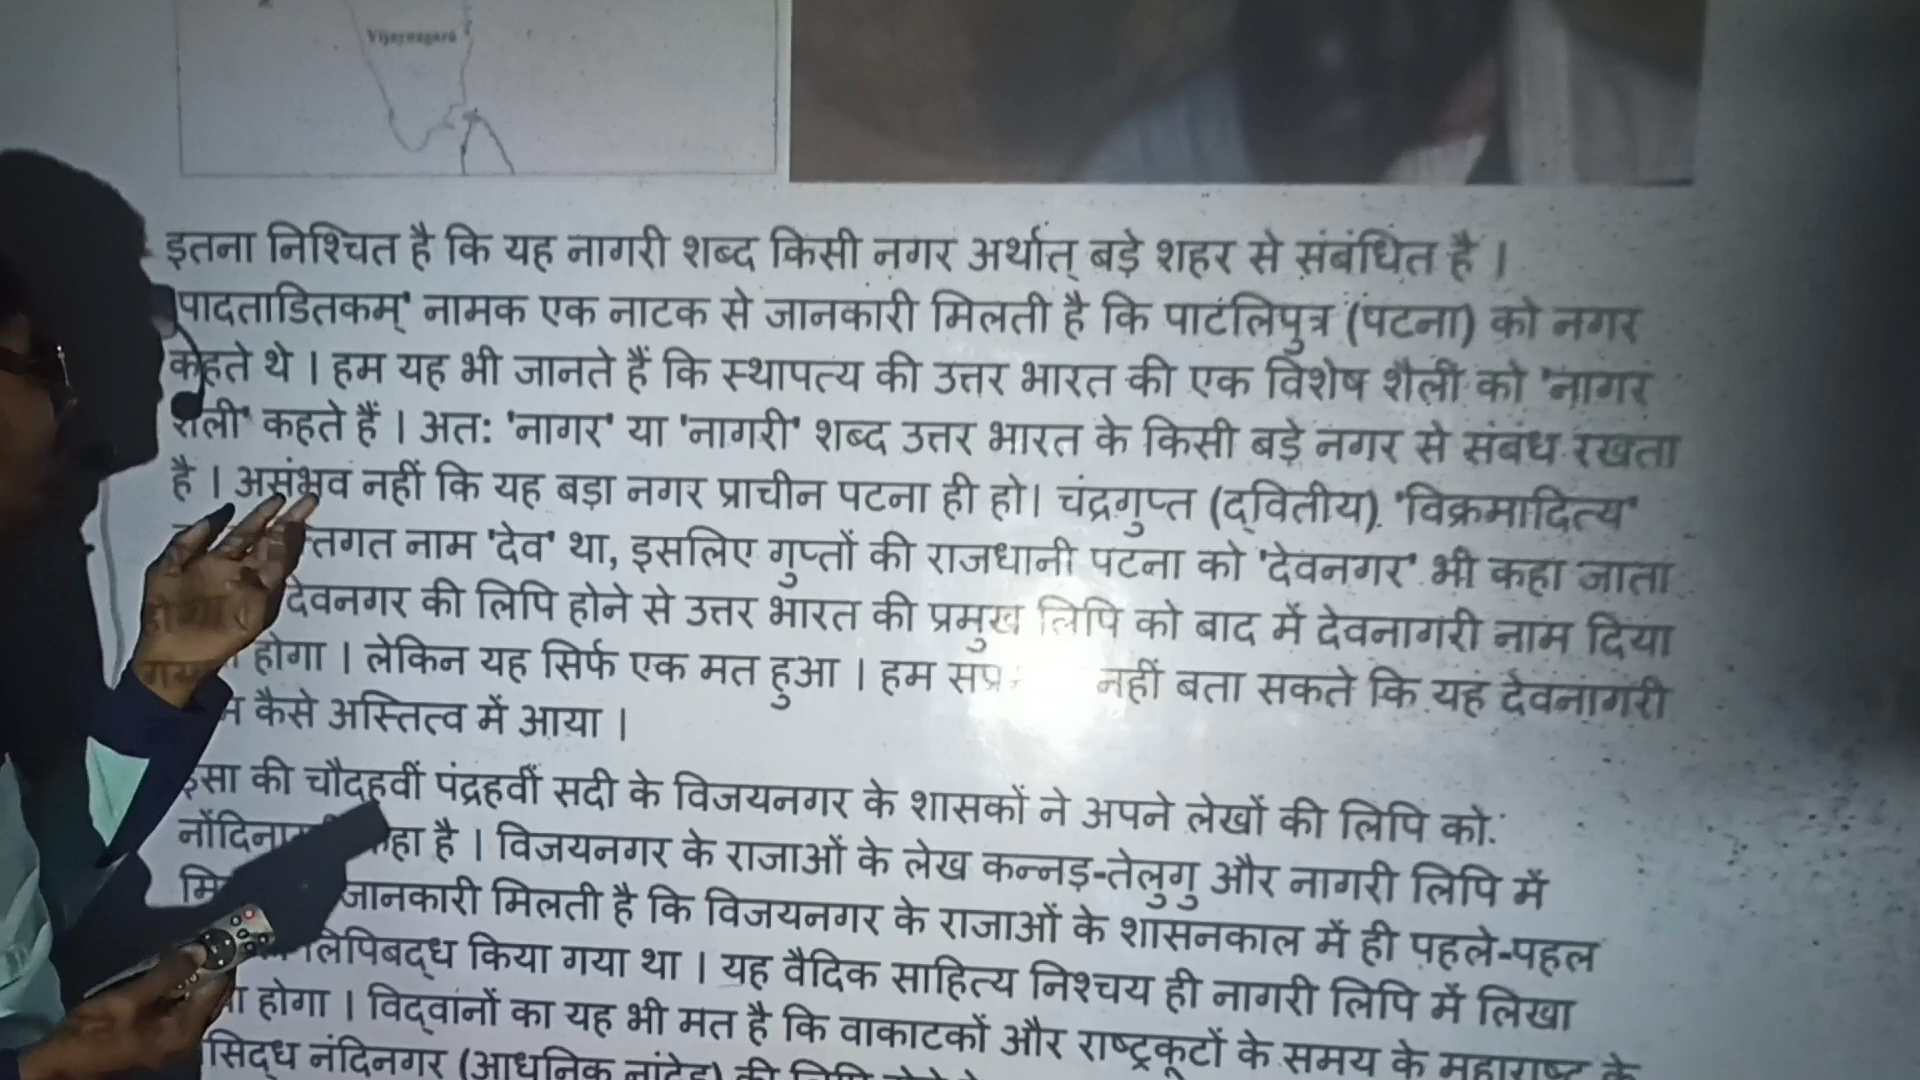 Vijaynagara
इतना निश्चित है कि यह नागरी शब्द किसी नगर अर्थात् बड़े शहर से संबंधित है ।
'पादताडितकम्' नामक एक नाटक से जानकारी मिलती है कि पाटलिपुत्र (पटना) को नगर
कहते थे । हम यह भी जानते हैं कि स्थापत्य की उत्तर भारत की एक विशेष शैली को 'नागर
शैली' कहते हैं । अतः 'नागर' या 'नागरी' शब्द उत्तर भारत के किसी बड़े नगर से संबंध रखता
है । असंभव नहीं कि यह बड़ा नगर प्राचीन पटना ही हो। चंद्रगुप्त (द्वितीय) 'विक्रमादित्य'
नाम 'देव' था, इसलिए गुप्तों की राजधानी पटना को 'देवनगर' भी कहा जाता
देवनगर की लिपि होने से उत्तर भारत की प्रमुख लिपि को बाद में देवनागरी नाम दिया
होगा । लेकिन यह सिर्फ एक मत हुआ । हम नहीं बता सकते कि यह देवनागरी
कैसे अस्तित्व में आया ।
ईसा की चौदहवीं पंद्रहवीं सदी के विजयनगर के शासकों ने अपने लेखों की लिपि को
है । विजयनगर के राजाओं के लेख कन्नड़-तेलुगु और नागरी लिपि में
जानकारी मिलती है कि विजयनगर के राजाओं के शासनकाल में ही पहले-पहल
लिपिबद्ध किया गया था । यह वैदिक साहित्य निश्चय ही नागरी लिपि में लिखा
होगा । विद्वानों का यह भी मत है कि वाकाटकों और राष्ट्रकूटों के समय के महाराष्ट्र के
नंदिनगर (आधुनिक नांदेड) की लिपि